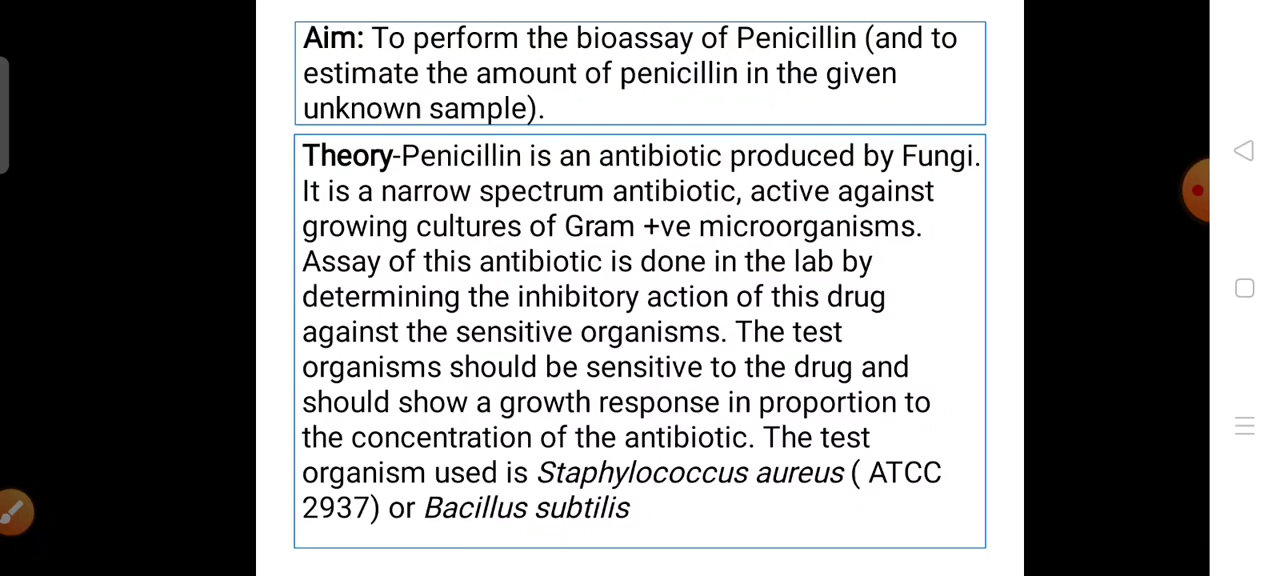 Aim: To perform the bioassay of Penicillin (and to
estimate the amount of penicillin in the given
unknown sample).
Theory-Penicillin is an antibiotic produced by Fungi.
It is a narrow spectrum antibiotic, active against
growing cultures of Gram +ve microorganisms.
Assay of this antibiotic is done in the lab by
determining the inhibitory action of this drug
against the sensitive organisms. The test
organisms should be sensitive to the drug and
should show a growth response in proportion to
the concentration of the antibiotic. The test
organism used is Staphylococcus aureus ( ATCC
2937) or Bacillus subtilis